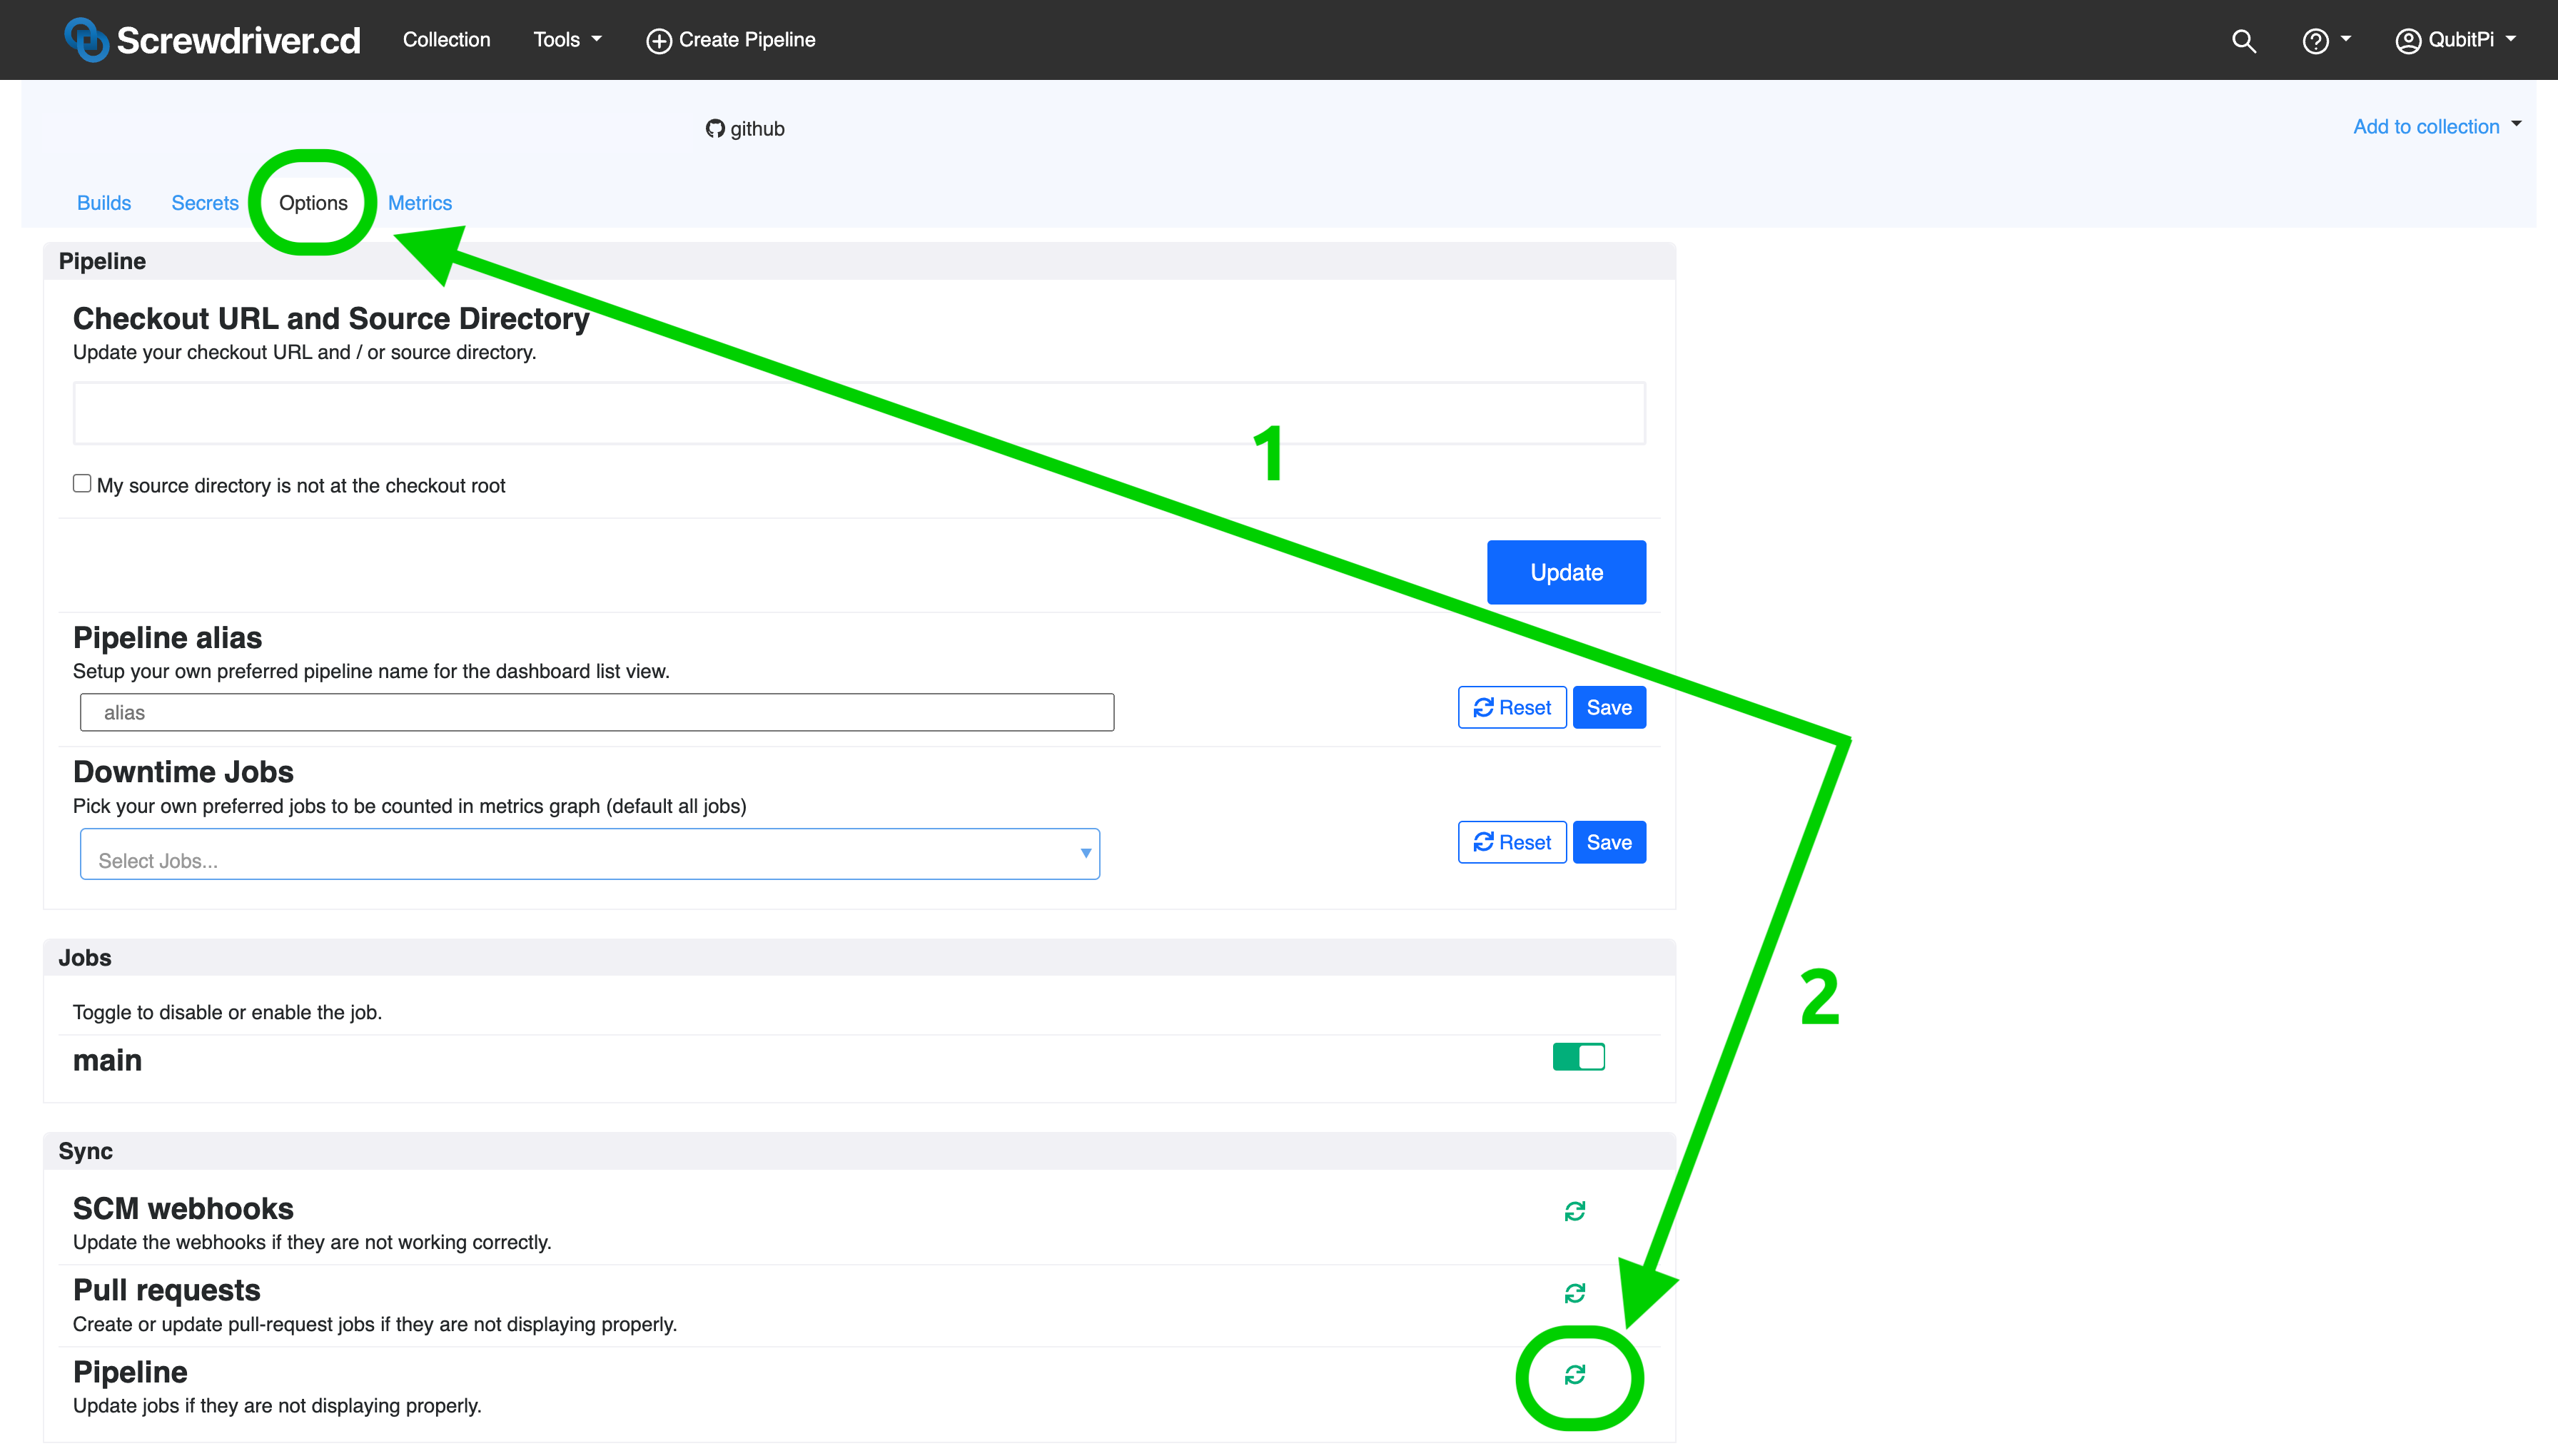 Screwdriver.cd Collection Tools Create Pipeline QubitPi
github
Add to collection
Builds Secrets Options Metrics
Pipeline
Checkout URL and Source Directory
Update your checkout URL and / or source directory.
1
My source directory is not at the checkout root
Update
Pipeline alias
Setup your own preferred pipeline name for the dashboard list view.
alias
Reset Save
Downtime Jobs
Pick your own preferred jobs to be counted in metrics graph (default all jobs)
Select Jobs...
Reset Save
Jobs
2
Toggle to disable or enable the job.
main
Sync
SCM webhooks
Update the webhooks if they are not working correctly.
Pull requests
Create or update pull-request jobs if they are not displaying properly.
Pipeline
Update jobs if they are not displaying properly.